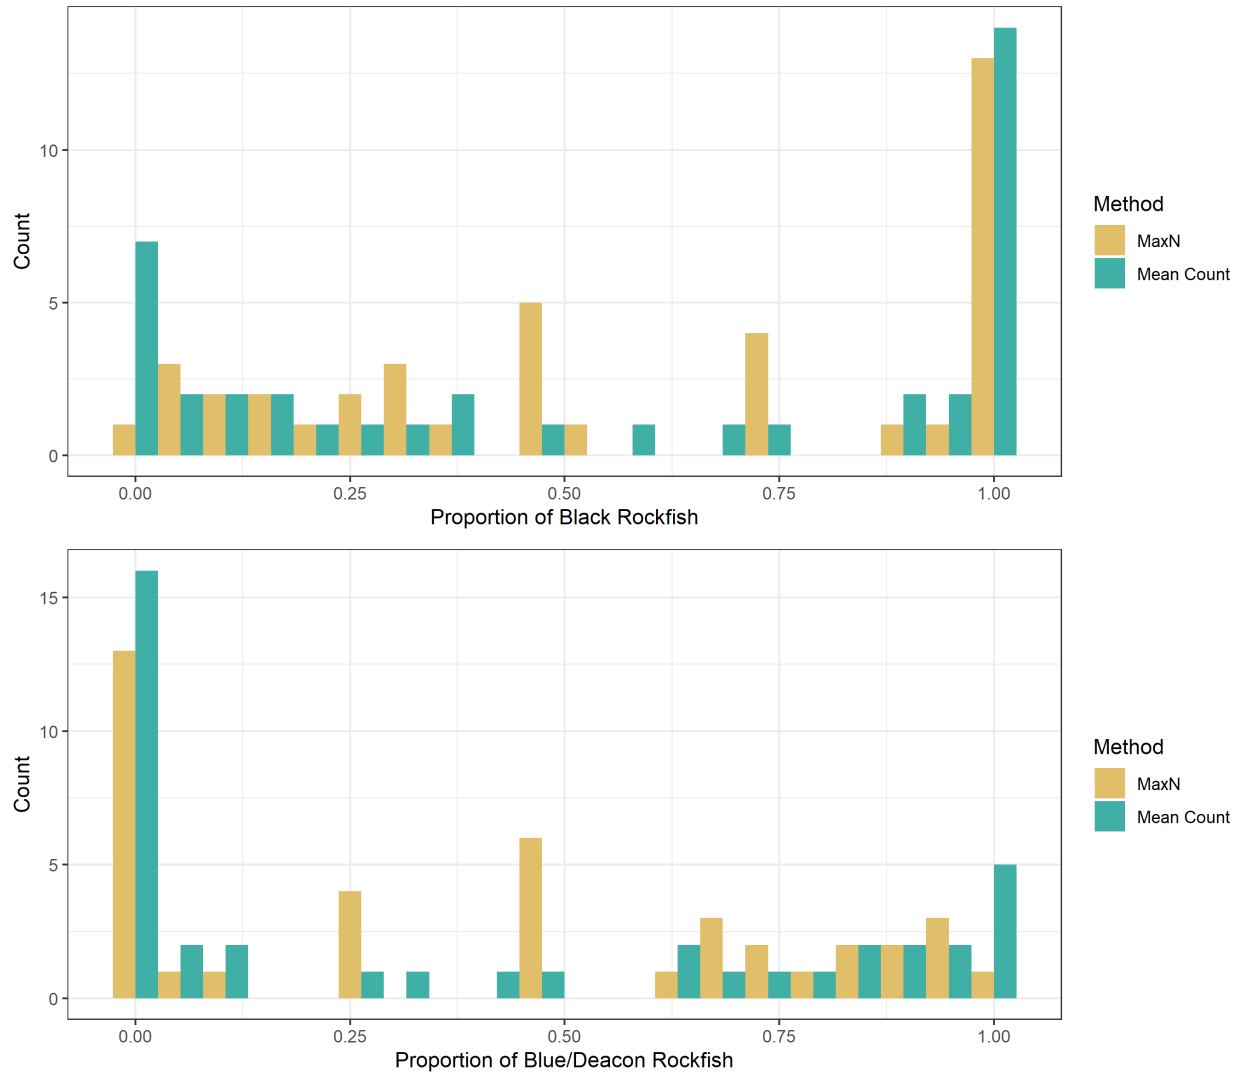 10
5
0
Count
0.00 0.25 0.50 0.75 1.00
Proportion of Black Rockfish
Method
MaxN
Mean Count
15
10
5
0
Count
0.00 0.25 0.50 0.75 1.00
Proportion of Blue/Deacon Rockfish
Method
MaxN
Mean Count